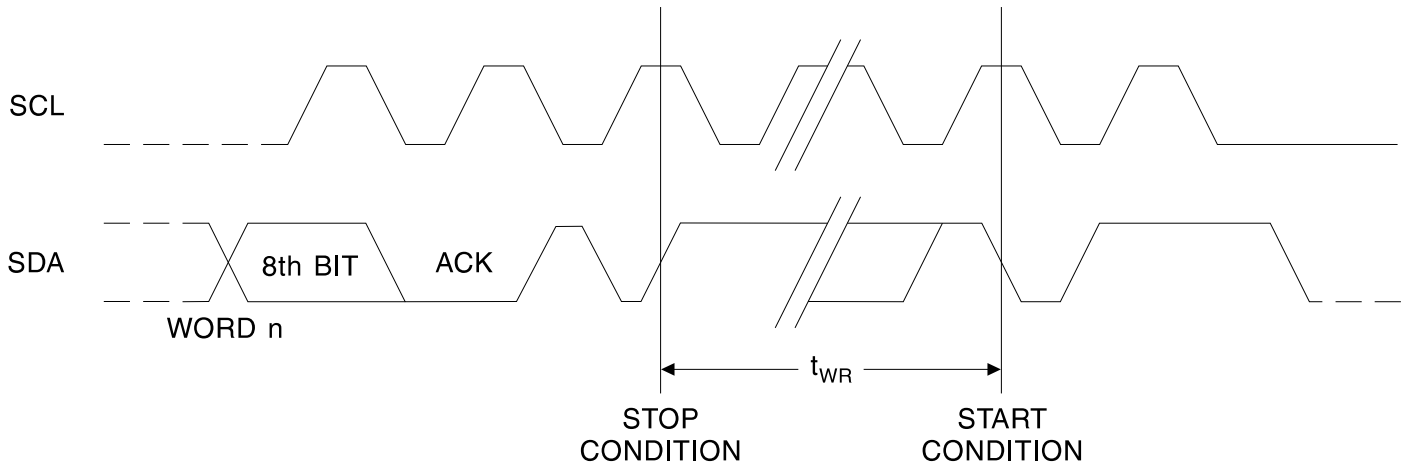 SCL
SDA
8th BIT
ACK
WORD n
tWR
STOP
CONDITION
START
CONDITION